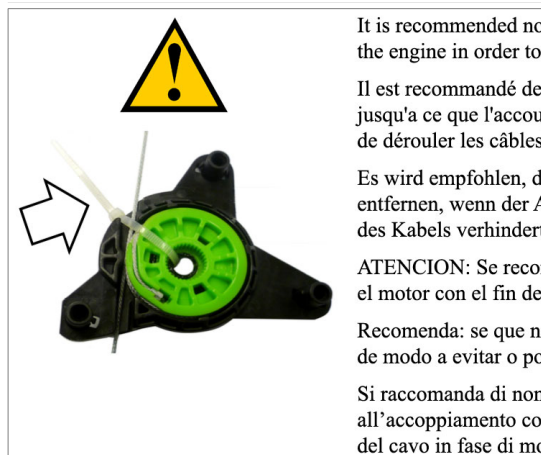 It is recommended no
the engine in order to
Il est recommandé de
jusqu'a ce que l'accou
de dérouler les câbles
Es wird empfohlen, d
entfernen, wenn der A
des Kabels verhindert
ATENCION: Se reco
el motor con el fin de
Recomenda: se que n
de modo a evitar o po
Si raccomanda di non
all’accoppiamento co
del cavo in fase di mo